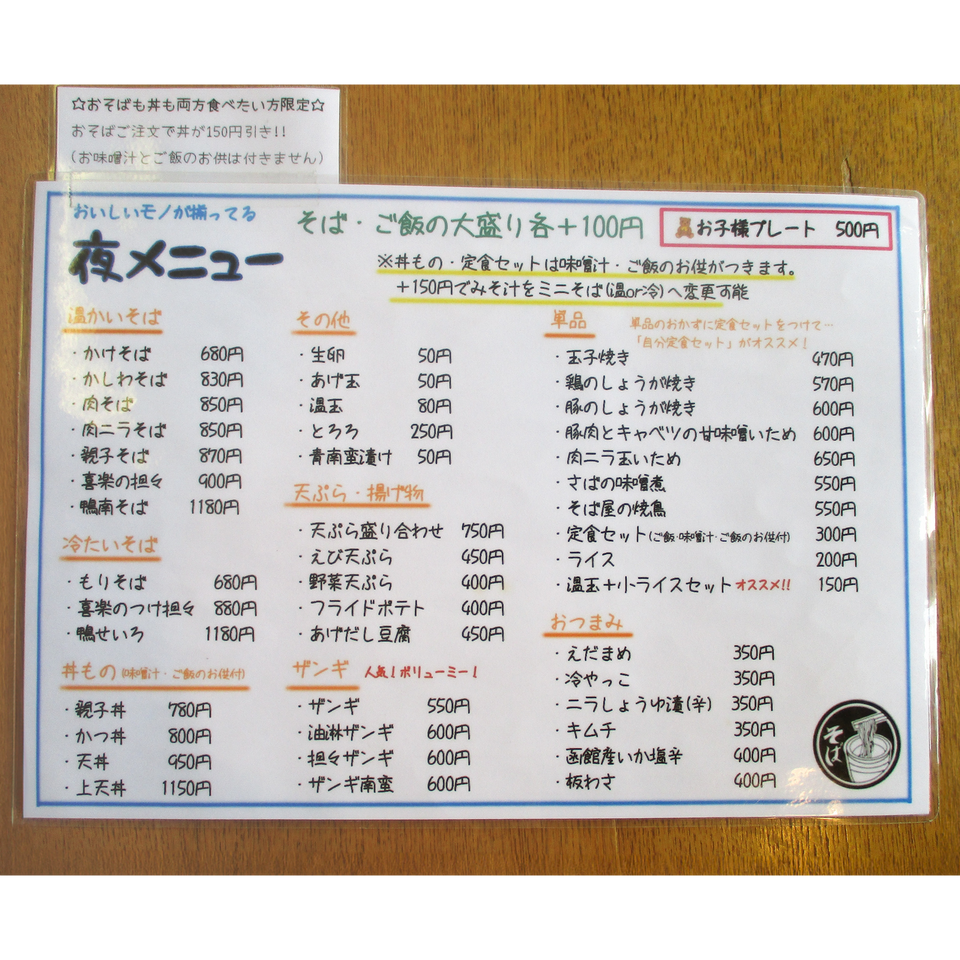 ☆おそばも丼も両方食べたい方限定☆
おそばご注文で丼が150円引き!!
(お味噌汁とご飯のお供は付きません)
おいしいモノが揃ってる
夜メニュー
そば・ご飯の大盛り各+100円
お子様プレート 500円
※丼もの・定食セットは味噌汁・ご飯のお供がつきます。
+150円でみそ汁をミニそば(温or冷)へ変更可能
温かいそば
・かけそば 680円
・かしわそば 830円
・肉そば 850円
・肉ニラそば 850円
・親子そば 870円
・喜楽の担々 900円
・鴨南そば 1180円
冷たいそば
・もりそば 680円
・喜楽のつけ担々 880円
・鴨せいろ 1180円
丼もの(味噌汁・ご飯のお供付)
・親子丼 780円
・かつ丼 800円
・天丼 950円
・上天丼 1150円
その他
・生卵 50円
・あげ玉 50円
・温玉 80円
・とろろ 250円
・青南蛮漬け 50円
天ぷら・揚げ物
・天ぷら盛り合わせ 750円
・えび天ぷら 450円
・野菜天ぷら 400円
・フライドポテト 400円
・あげだし豆腐 450円
ザンギ 人気!ボリューミー!
・ザンギ 550円
・油淋ザンギ 600円
・担々ザンギ 600円
・ザンギ南蛮 600円
単品
単品のおかずに定食セットをつけて…
「自分定食セット」がオススメ!
・玉子焼き 470円
・鶏のしょうが焼き 570円
・豚のしょうが焼き 600円
・豚肉とキャベツの甘味噌いため 600円
・肉ニラ玉いため 650円
・さばの味噌煮 550円
・そば屋の焼鳥 550円
・定食セット(ご飯・味噌汁・ご飯のお供付) 300円
・ライス 200円
・温玉+小ライスセット オススメ!! 150円
おつまみ
・えだまめ 350円
・冷やっこ 350円
・ニラしょうゆ漬(辛) 350円
・キムチ 350円
・函館産いか塩辛 400円
・板わさ 400円
そば